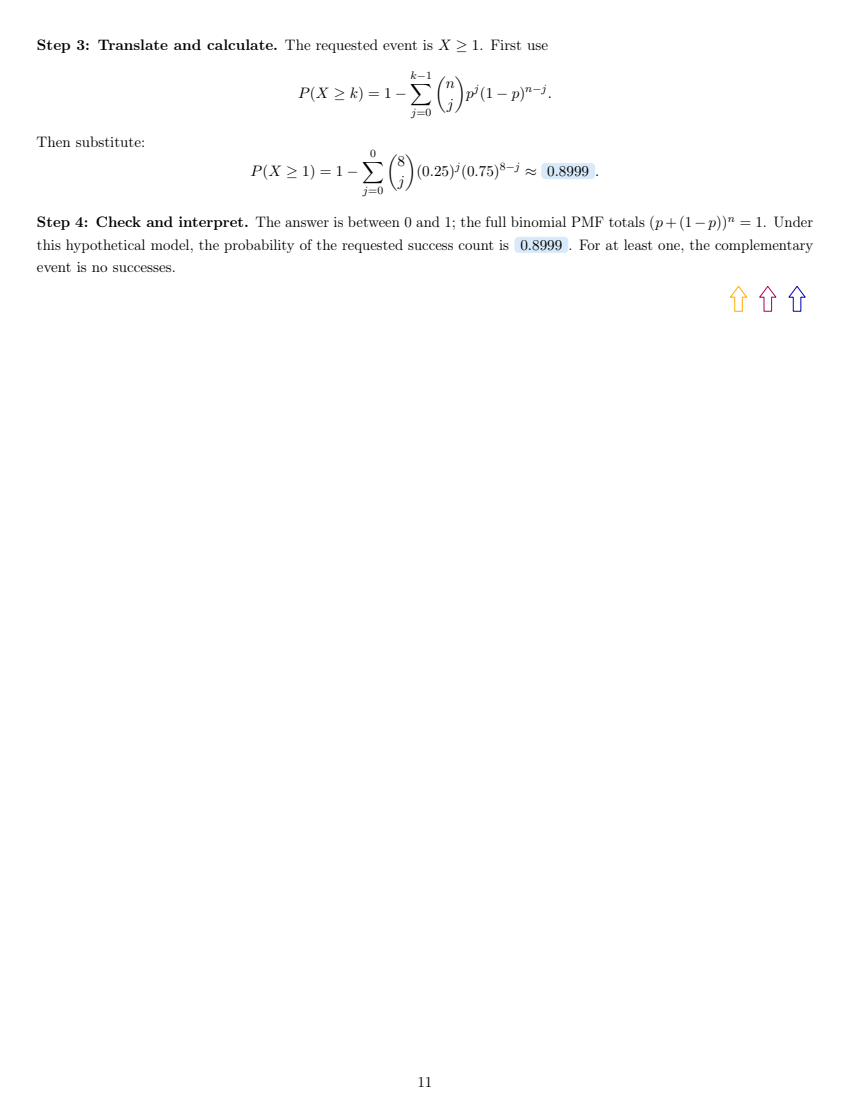 Step 3: Translate and calculate. The requested event is X ≥ 1. First use
P(X ≥ k) = 1 − \sum_{j=0}^{k−1} \binom{n}{j} p^j (1 − p)^{n−j}.
Then substitute:
P(X ≥ 1) = 1 − \sum_{j=0}^{0} \binom{8}{j} (0.25)^j (0.75)^{8−j} ≈ 0.8999 .
Step 4: Check and interpret. The answer is between 0 and 1; the full binomial PMF totals (p + (1 − p))^n = 1. Under
this hypothetical model, the probability of the requested success count is 0.8999 . For at least one, the complementary
event is no successes.
11